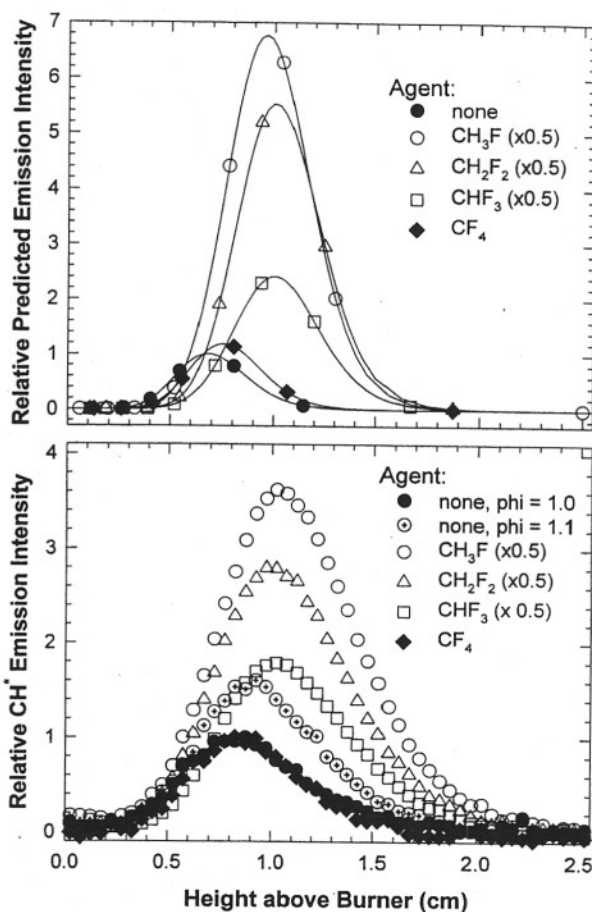 Relative Predicted Emission Intensity
7
6
5
4
3
2
1
0
Agent:
none
CH₃F (x0.5)
CH₂F₂ (x0.5)
CHF₃ (x0.5)
CF₄
Relative CH* Emission Intensity
4
3
2
1
0
Agent:
none, phi = 1.0
none, phi = 1.1
CH₃F (x0.5)
CH₂F₂ (x0.5)
CHF₃ (x 0.5)
CF₄
0.0 0.5 1.0 1.5 2.0 2.5
Height above Burner (cm)